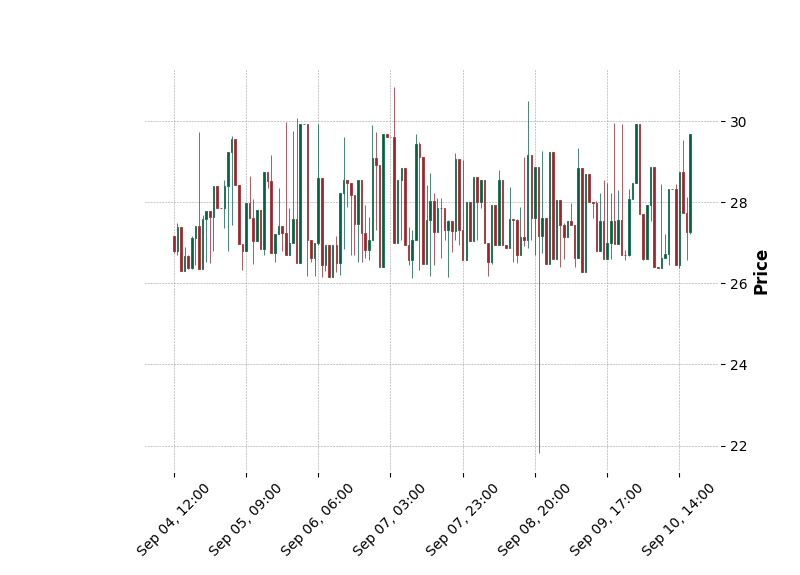 30
28
26
24
22
Price
Sep 04, 12:00
Sep 05, 09:00
Sep 06, 06:00
Sep 07, 03:00
Sep 07, 23:00
Sep 08, 20:00
Sep 09, 17:00
Sep 10, 14:00